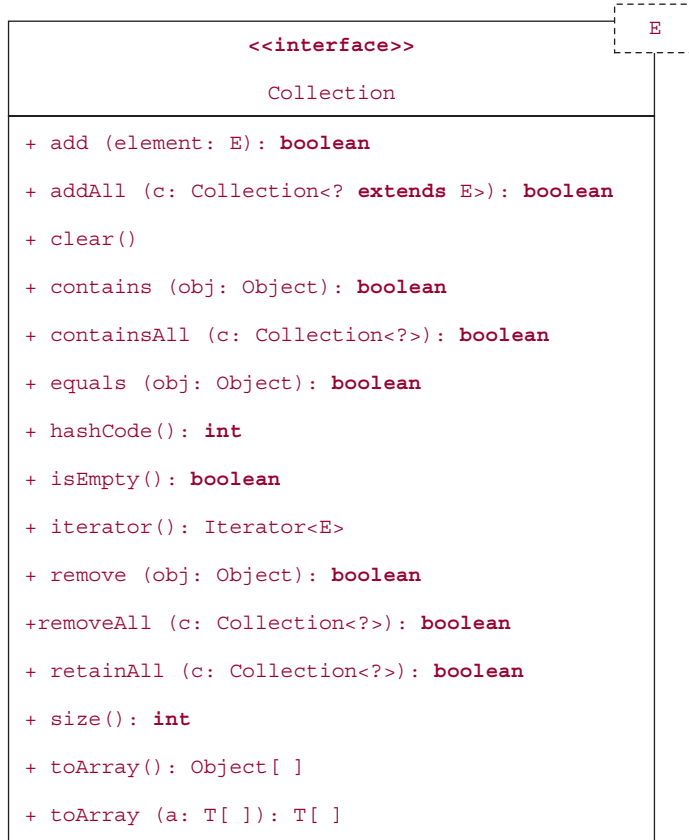 E
<<interface>>
Collection
+ add (element: E): boolean
+ addAll (c: Collection<? extends E>): boolean
+ clear()
+ contains (obj: Object): boolean
+ containsAll (c: Collection<?>): boolean
+ equals (obj: Object): boolean
+ hashCode(): int
+ isEmpty(): boolean
+ iterator(): Iterator<E>
+ remove (obj: Object): boolean
+removeAll (c: Collection<?>): boolean
+ retainAll (c: Collection<?>): boolean
+ size(): int
+ toArray(): Object[ ]
+ toArray (a: T[ ]): T[ ]